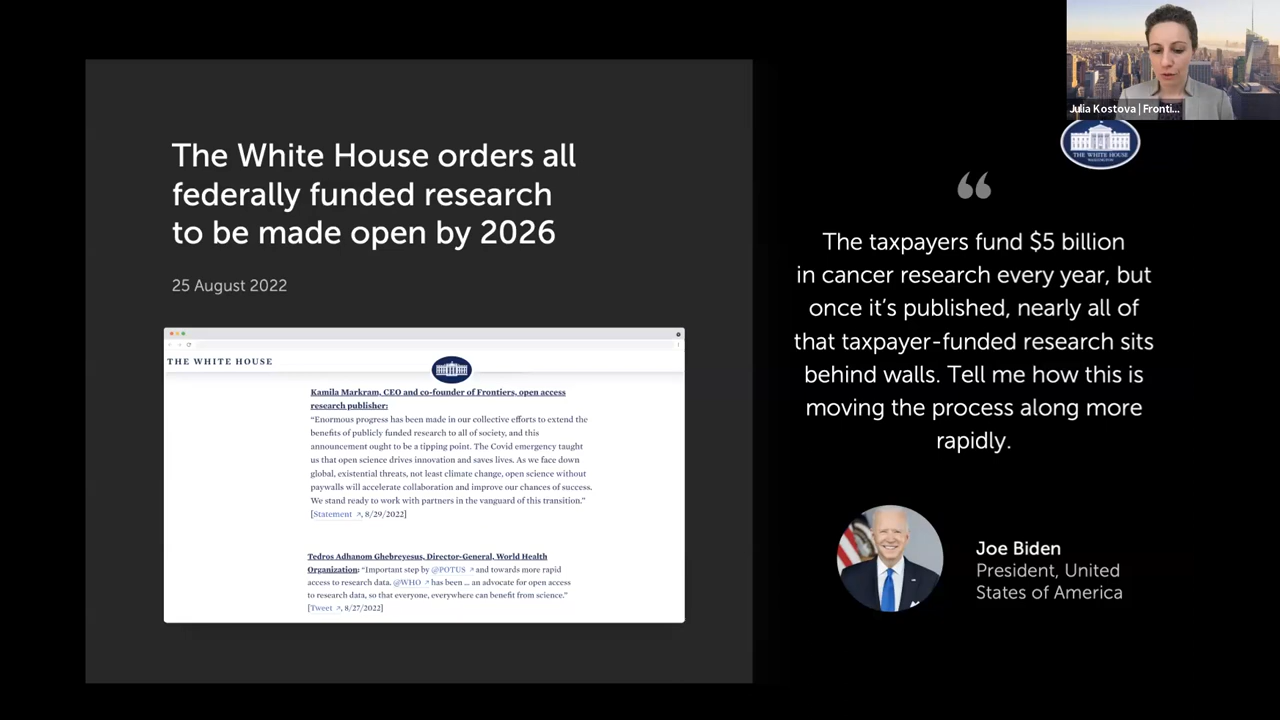 The White House orders all
federally funded research
to be made open by 2026
25 August 2022
THE WHITE HOUSE
Kamila Markram, CEO and co-founder of Frontiers, open access
research publisher:
“Enormous progress has been made in our collective efforts to extend the
benefits of publicly funded research to all of society, and this
announcement ought to be a tipping point. The Covid emergency taught
us that open science drives innovation and saves lives. As we face down
global, existential threats, not least climate change, open science without
paywalls will accelerate collaboration and improve our chances of success.
We stand ready to work with partners in the vanguard of this transition.”
[Statement ↗, 8/29/2022]
Tedros Adhanom Ghebreyesus, Director-General, World Health
Organization: “Important step by @POTUS ↗ and towards more rapid
access to research data. @WHO ↗ has been ... an advocate for open access
to research data, so that everyone, everywhere can benefit from science.”
[Tweet ↗, 8/27/2022]
Julia Kostova | Fronti...
THE WHITE HOUSE
WASHINGTON
“
The taxpayers fund $5 billion
in cancer research every year, but
once it’s published, nearly all of
that taxpayer-funded research sits
behind walls. Tell me how this is
moving the process along more
rapidly.
Joe Biden
President, United
States of America